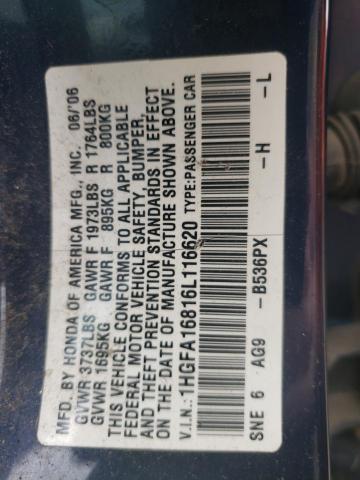 MFD. BY HONDA OF AMERICA MFG., INC. 06/'06
GVWR 3737LBS GAWR F 1973LBS R 1764LBS
GVWR 1695KG GAWR F 895KG R 800KG
THIS VEHICLE CONFORMS TO ALL APPLICABLE
FEDERAL MOTOR VEHICLE SAFETY, BUMPER,
AND THEFT PREVENTION STANDARDS IN EFFECT
ON THE DATE OF MANUFACTURE SHOWN ABOVE.
V.I.N.: 1HGFA16816L116620 TYPE:PASSENGER CAR
SNE 6 AG9 -B536PX -H -L